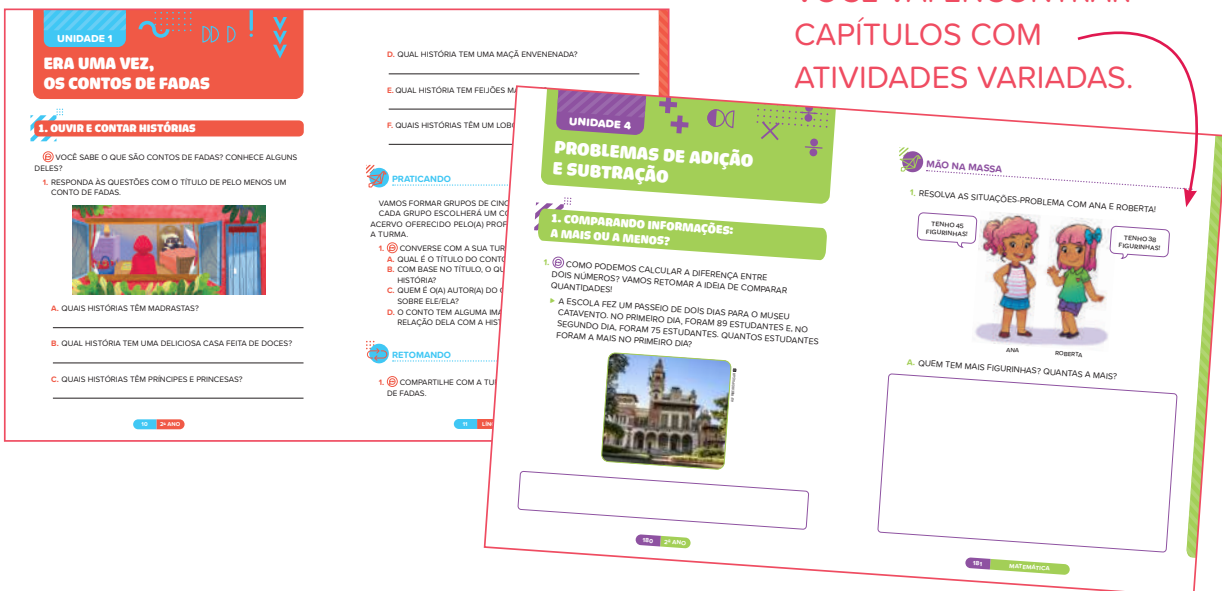 VOCÊ VAI ENCONTRAR
CAPÍTULOS COM
ATIVIDADES VARIADAS.
UNIDADE 1
ERA UMA VEZ,
OS CONTOS DE FADAS
1. OUVIR E CONTAR HISTÓRIAS
VOCÊ SABE O QUE SÃO CONTOS DE FADAS? CONHECE ALGUNS
DELES?
1. RESPONDA ÀS QUESTÕES COM O TÍTULO DE PELO MENOS UM
CONTO DE FADAS.
A. QUAIS HISTÓRIAS TÊM MADRASTAS?
B. QUAL HISTÓRIA TEM UMA DELICIOSA CASA FEITA DE DOCES?
C. QUAIS HISTÓRIAS TÊM PRÍNCIPES E PRINCESAS?
10 2º ANO
D. QUAL HISTÓRIA TEM UMA MAÇÃ ENVENENADA?
E. QUAL HISTÓRIA TEM FEIJÕES
F. QUAIS HISTÓRIAS TÊM UM LOBO
PRATICANDO
VAMOS FORMAR GRUPOS DE CINC
CADA GRUPO ESCOLHERÁ UM
ACERVO OFERECIDO PELO(A) PROF
A TURMA.
1. CONVERSE COM A SUA TUR
A. QUAL É O TÍTULO DO CONTO
B. COM BASE NO TÍTULO, O QU
HISTÓRIA?
C. QUEM É O(A) AUTOR(A) DO
SOBRE ELE/ELA?
D. O CONTO TEM ALGUMA IMA
RELAÇÃO DELA COM A HIST
RETOMANDO
1. COMPARTILHE COM A TU
DE FADAS.
11 LÍN
UNIDADE 4
PROBLEMAS DE ADIÇÃO
E SUBTRAÇÃO
1. COMPARANDO INFORMAÇÕES:
A MAIS OU A MENOS?
1. COMO PODEMOS CALCULAR A DIFERENÇA ENTRE
DOIS NÚMEROS? VAMOS RETOMAR A IDEIA DE COMPARAR
QUANTIDADES!
A ESCOLA FEZ UM PASSEIO DE DOIS DIAS PARA O MUSEU
CATAVENTO. NO PRIMEIRO DIA, FORAM 89 ESTUDANTES E, NO
SEGUNDO DIA, FORAM 75 ESTUDANTES. QUANTOS ESTUDANTES
FORAM A MAIS NO PRIMEIRO DIA?
180 2º ANO
MÃO NA MASSA
1. RESOLVA AS SITUAÇÕES-PROBLEMA COM ANA E ROBERTA!
TENHO 45
FIGURINHAS!
TENHO 38
FIGURINHAS!
ANA
ROBERTA
A. QUEM TEM MAIS FIGURINHAS? QUANTAS A MAIS?
181 MATEMÁTICA